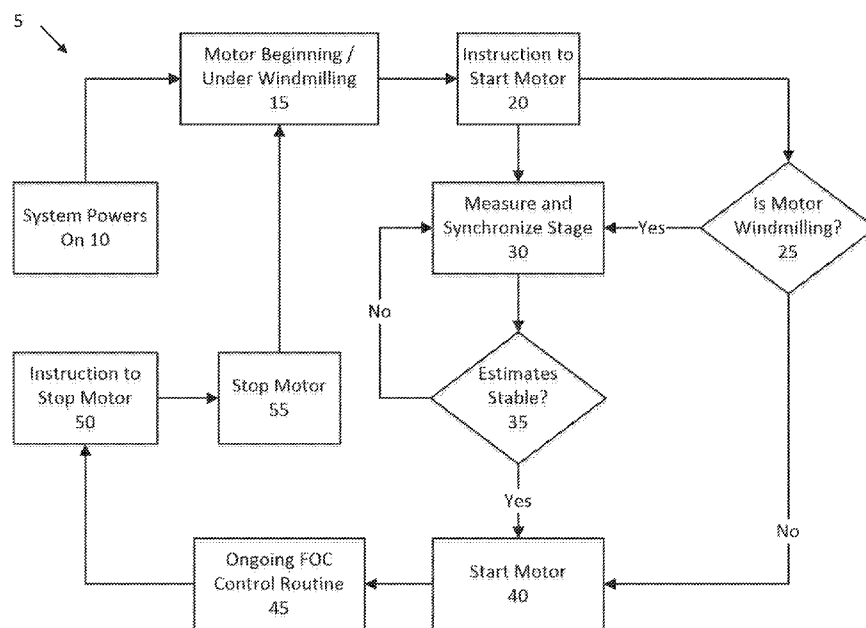 5
Motor Beginning /
Under Windmilling
15
Instruction to
Start Motor
20
System Powers
On 10
Measure and
Synchronize Stage
30
Yes
Is Motor
Windmilling?
25
No
Instruction to
Stop Motor
50
Stop Motor
55
Estimates
Stable?
35
Yes
No
Ongoing FOC
Control Routine
45
Start Motor
40